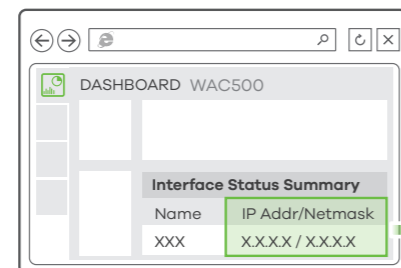 DASHBOARD WAC500
Interface Status Summary
Name IP Addr/Netmask
XXX X.X.X.X / X.X.X.X